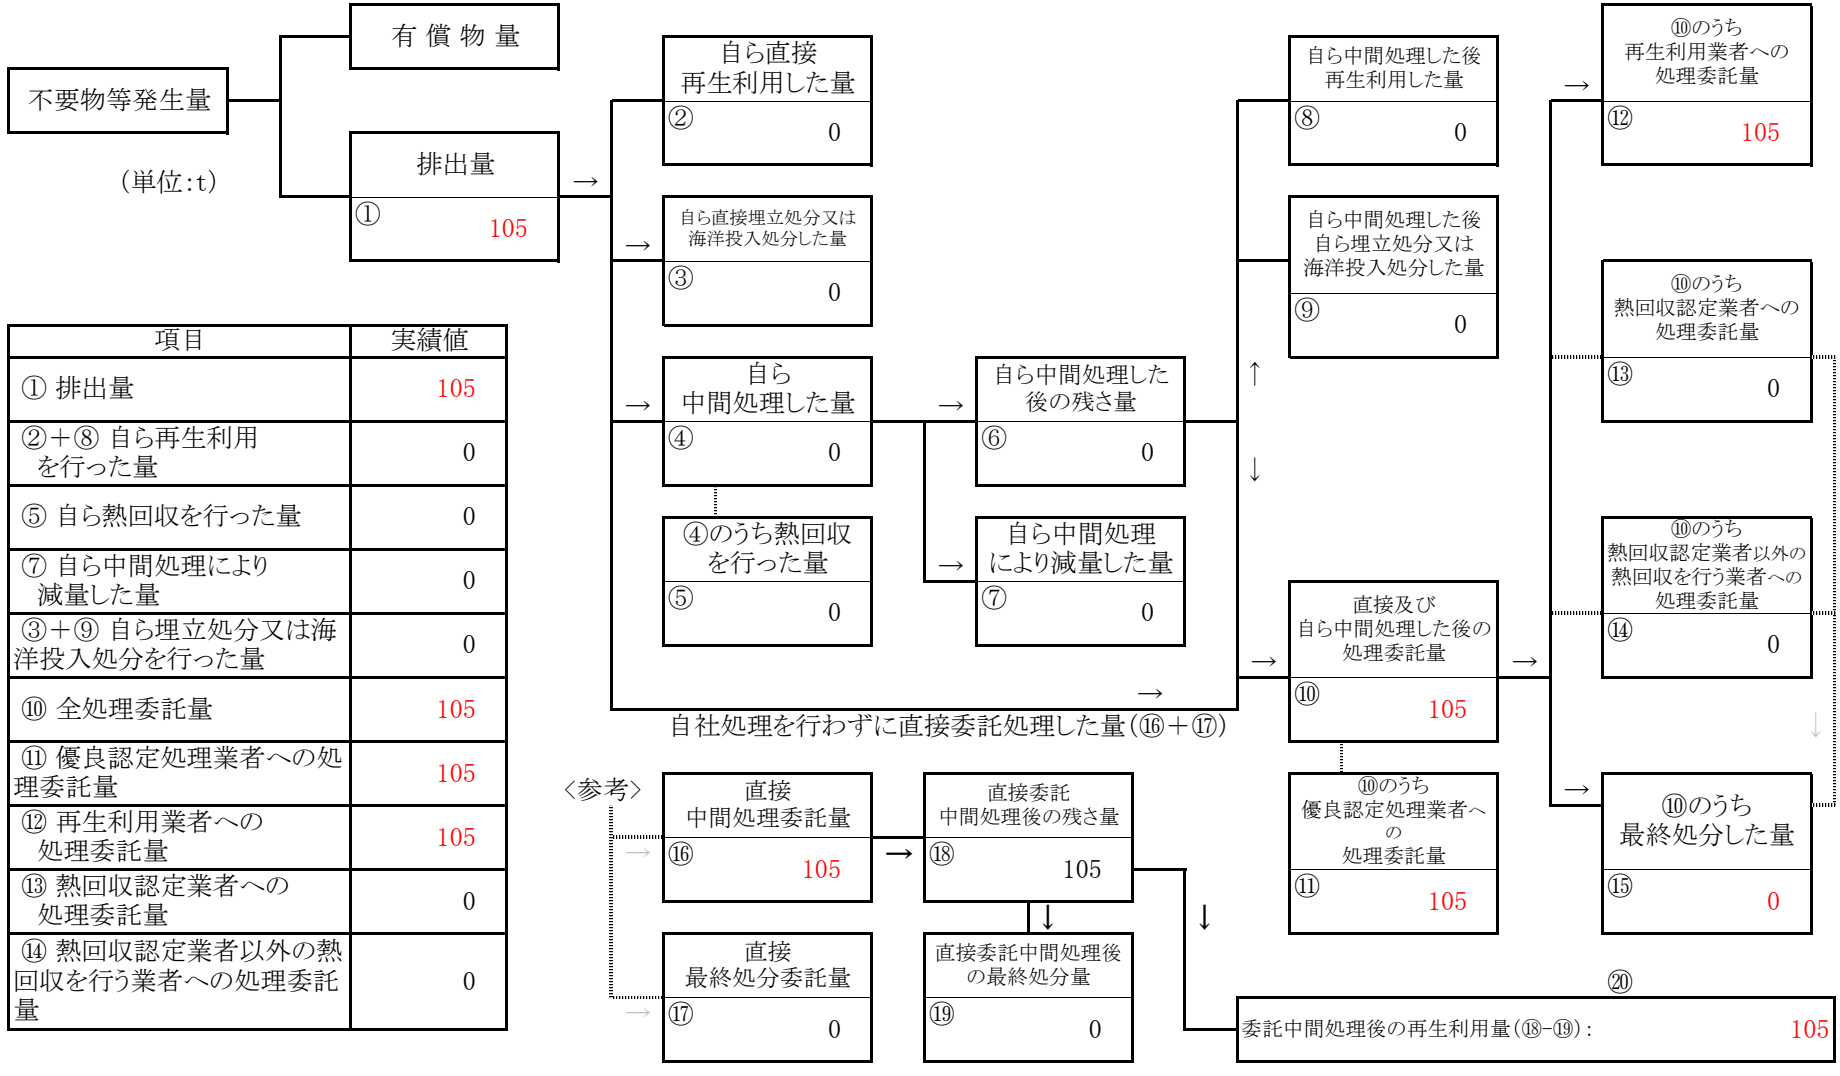 有 償 物 量
不要物等発生量
(単位:t)
排出量
①
105
→
自ら直接
再生利用した量
②
0
→
自ら直接埋立処分又は
海洋投入処分した量
③
0
→
自ら
中間処理した量
④
0
④のうち熱回収
を行った量
⑤
0
→
自ら中間処理した
後の残さ量
⑥
0
→
自ら中間処理
により減量した量
⑦
0
自ら中間処理した後
再生利用した量
⑧
0
自ら中間処理した後
自ら埋立処分又は
海洋投入処分した量
⑨
0
↑
↓
→
自社処理を行わずに直接委託処理した量(⑯+⑰)
→
直接及び
自ら中間処理した後の
処理委託量
⑩
105
⑩のうち
優良認定処理業者へ
の
処理委託量
⑪
105
→
→
⑩のうち
再生利用業者への
処理委託量
⑫
105
⑩のうち
熱回収認定業者への
処理委託量
⑬
0
⑩のうち
熱回収認定業者以外の
熱回収を行う業者への
処理委託量
⑭
0
↓
→
⑩のうち
最終処分した量
⑮
0
項目 実績値
① 排出量 105
②+⑧ 自ら再生利用
を行った量 0
⑤ 自ら熱回収を行った量 0
⑦ 自ら中間処理により
減量した量 0
③+⑨ 自ら埋立処分又は海
洋投入処分を行った量 0
⑩ 全処理委託量 105
⑪ 優良認定処理業者への処
理委託量 105
⑫ 再生利用業者への
処理委託量 105
⑬ 熱回収認定業者への
処理委託量 0
⑭ 熱回収認定業者以外の熱
回収を行う業者への処理委託
量 0
<参考>
→
直接
中間処理委託量
⑯
105
→
直接委託
中間処理後の残さ量
⑱
105
↓
↓
→
直接
最終処分委託量
⑰
0
直接委託中間処理後
の最終処分量
⑲
0
⑳
委託中間処理後の再生利用量(⑱-⑲): 105